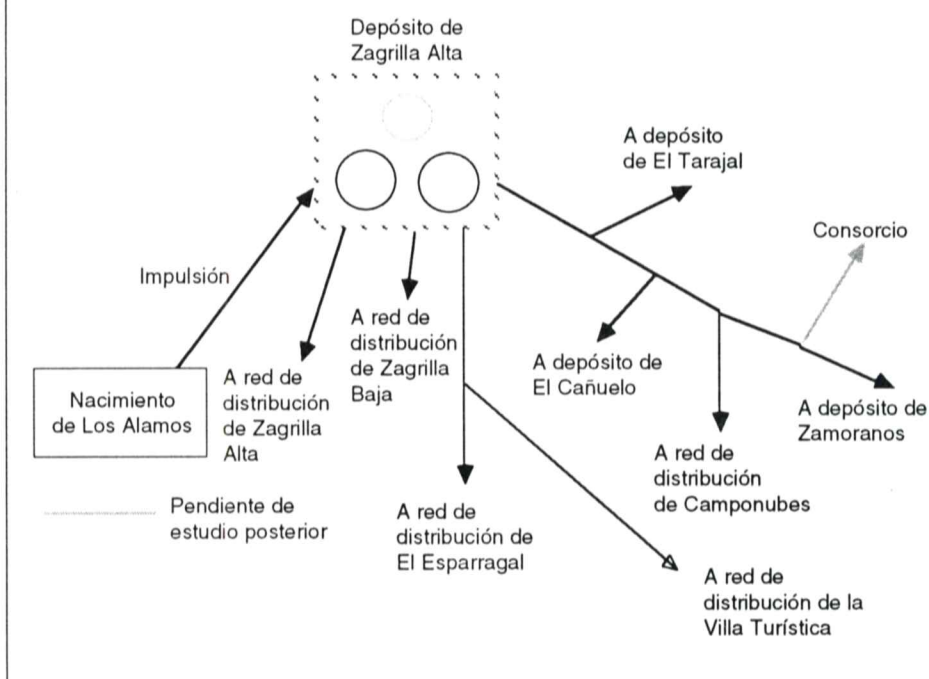 Depósito de
Zagrilla Alta
A depósito
de El Tarajal
Consorcio
Impulsión
A red de
distribución
de Zagrilla
Baja
A depósito de
El Cañuelo
Nacimiento
de Los Alamos
A red de
distribución
de Zagrilla
Alta
A depósito de
Zamoranos
A red de
distribución
de Camponubes
Pendiente de
estudio posterior
A red de
distribución de
El Esparragal
A red de
distribución de la
Villa Turística